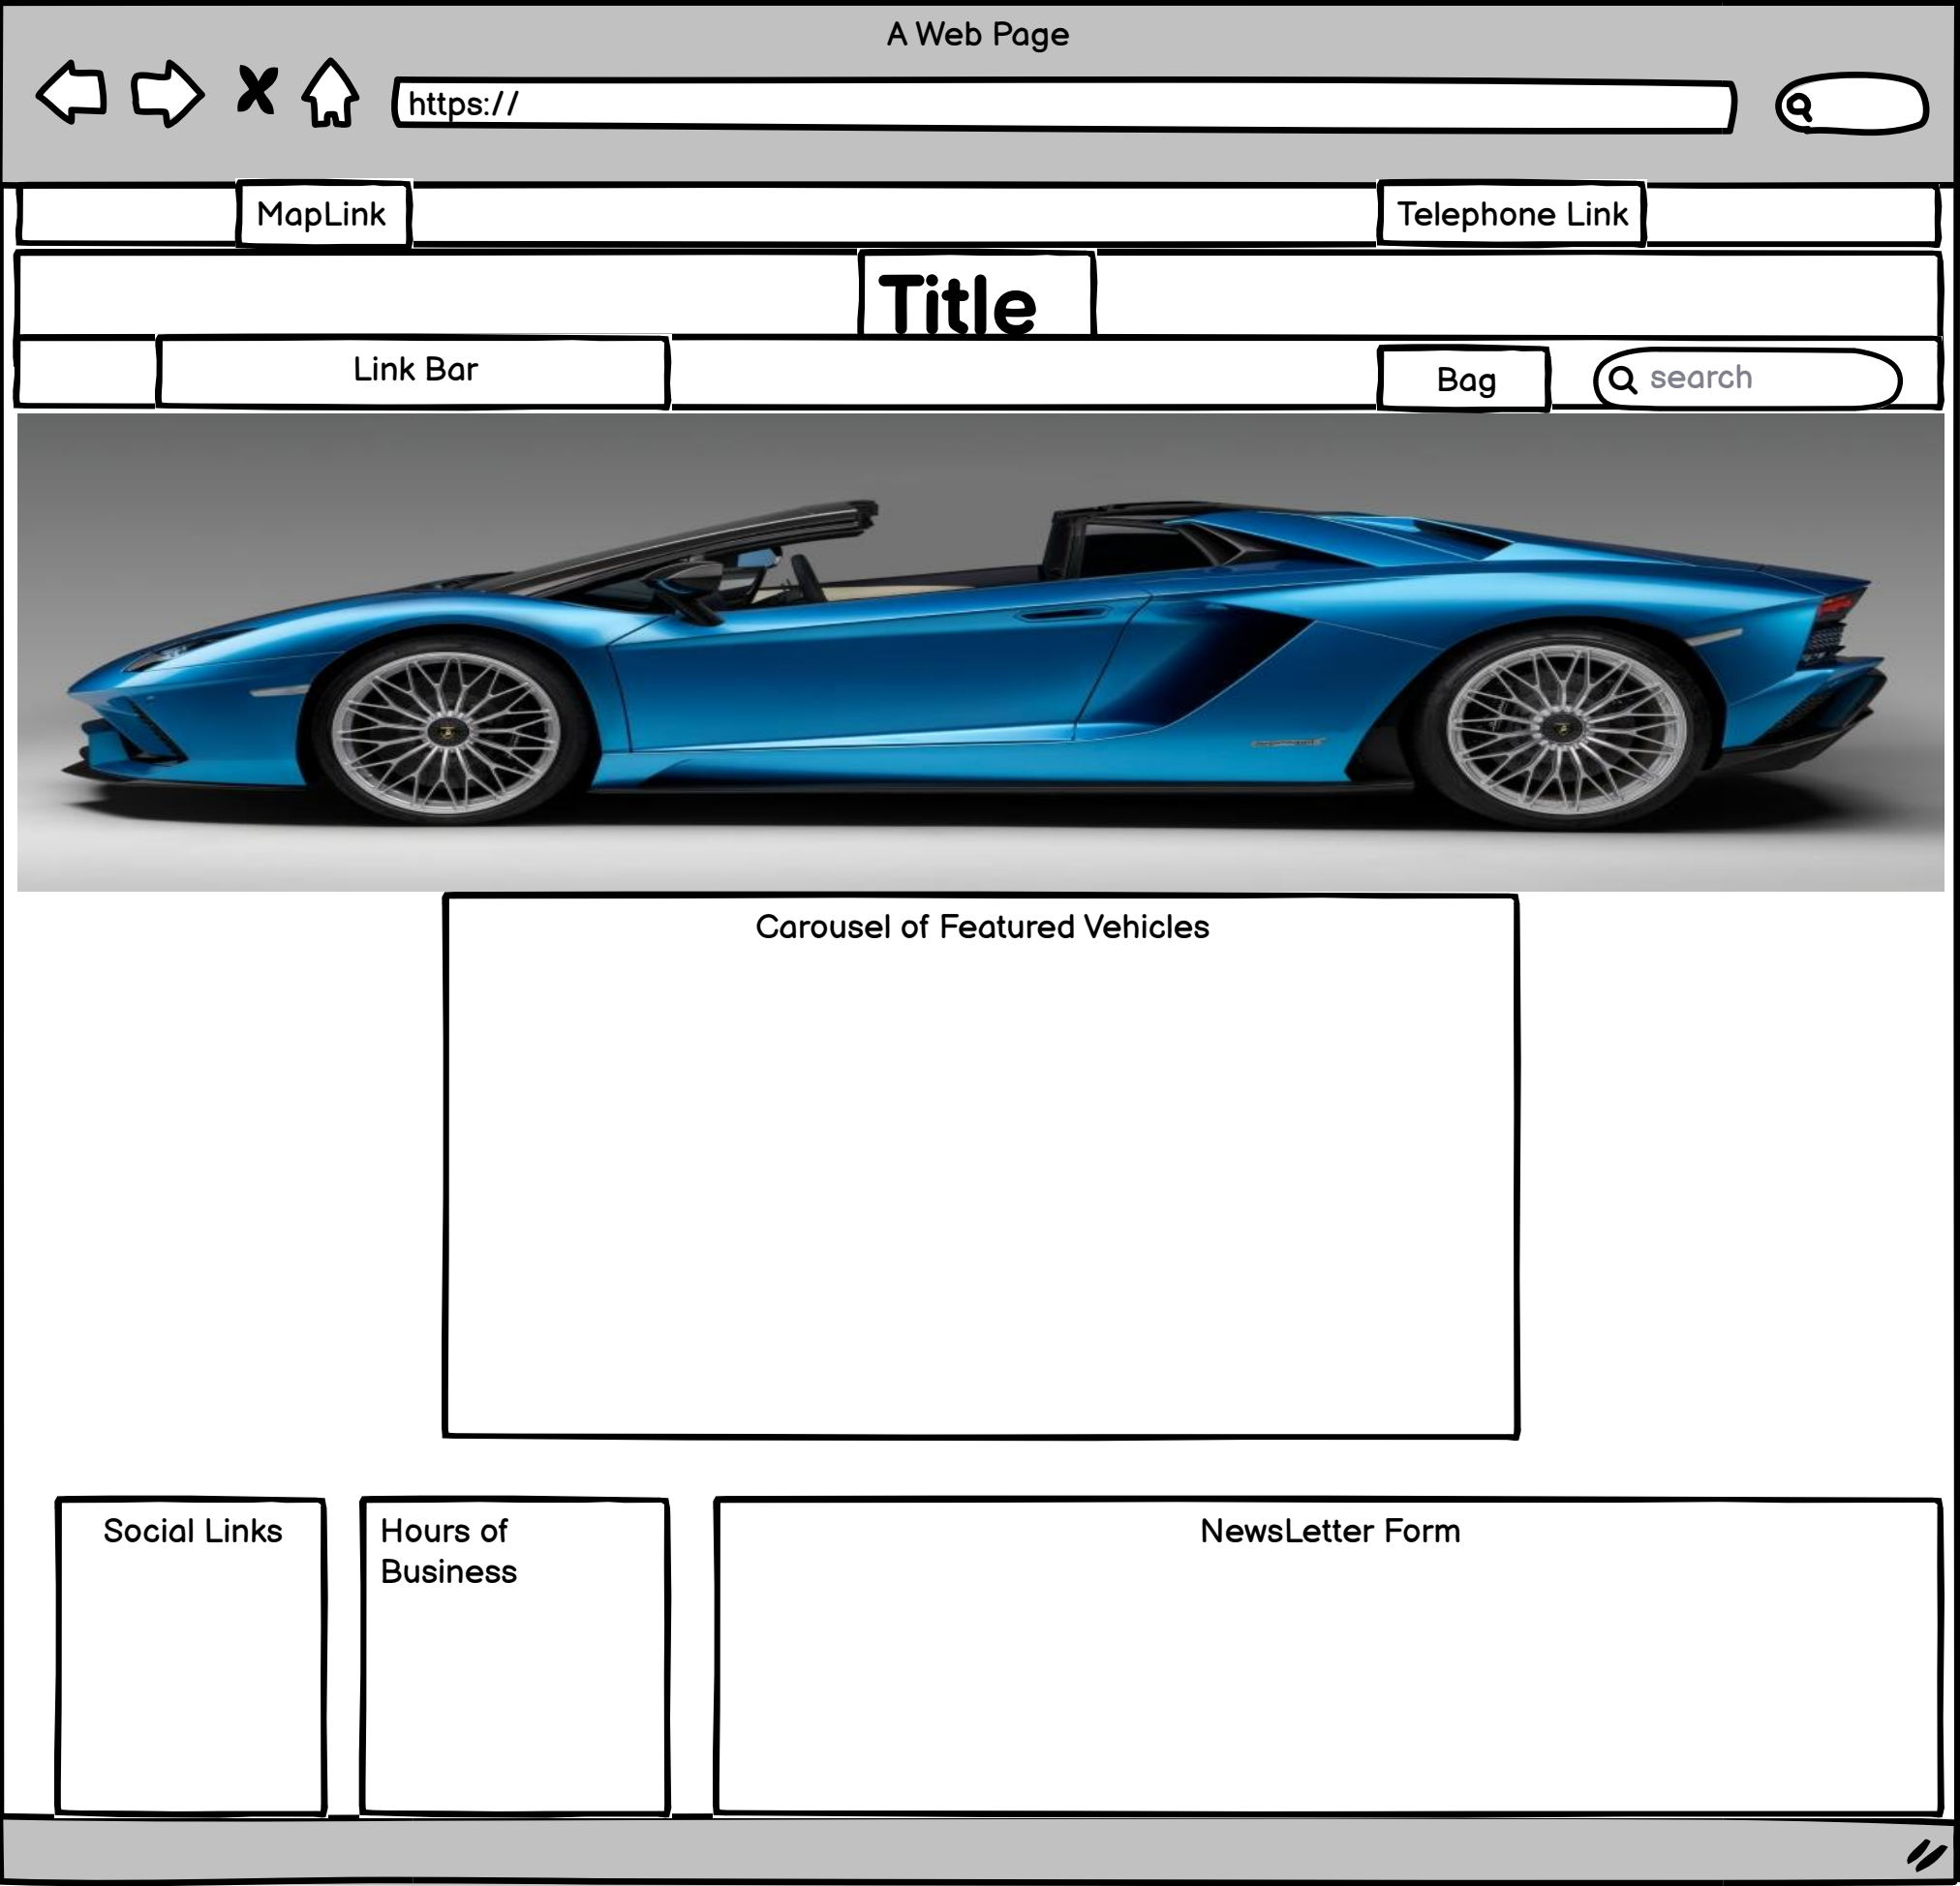 A Web Page
https://
MapLink
Telephone Link
Title
Link Bar
Bag
search
Carousel of Featured Vehicles
Social Links
Hours of
Business
NewsLetter Form